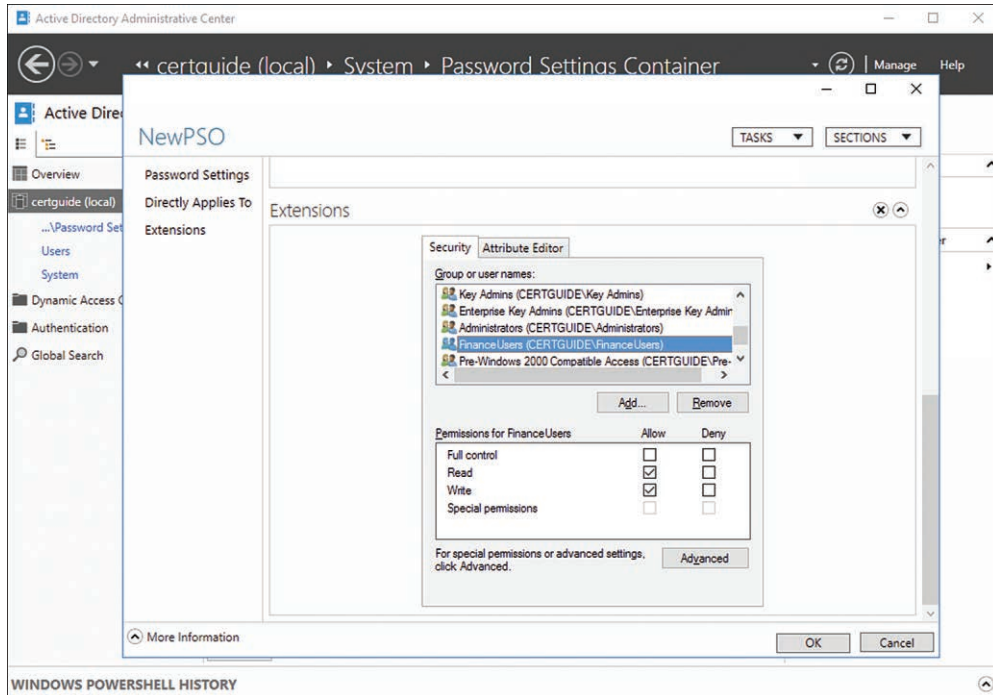 Active Directory Administrative Center
certguide (local) System Password Settings Container
Manage Help
Active Direc
NewPSO
TASKS SECTIONS
Overview
certguide (local)
...\Password Set
Users
System
Dynamic Access C
Authentication
Global Search
Password Settings
Directly Applies To
Extensions
Extensions
Security Attribute Editor
Group or user names:
Key Admins (CERTGUIDE\Key Admins)
Enterprise Key Admins (CERTGUIDE\Enterprise Key Admir
Administrators (CERTGUIDE\Administrators)
FinanceUsers (CERTGUIDE\FinanceUsers)
Pre-Windows 2000 Compatible Access (CERTGUIDE\Pre-
Add... Remove
Permissions for FinanceUsers Allow Deny
Full control
Read
Write
Special permissions
For special permissions or advanced settings,
click Advanced.
Advanced
More Information
OK Cancel
WINDOWS POWERSHELL HISTORY